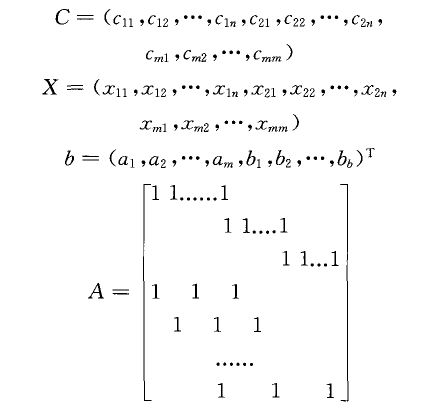 C = (c₁₁,c₁₂,⋯,c₁ₙ,c₂₁,c₂₂,⋯,c₂ₙ,
cₘ₁,cₘ₂,⋯,cₘₘ)
X = (x₁₁,x₁₂,⋯,x₁ₙ,x₂₁,x₂₂,⋯,x₂ₙ,
xₘ₁,xₘ₂,⋯,xₘₘ)
b = (a₁,a₂,⋯,aₘ,b₁,b₂,⋯,b_b)ᵀ
1 1......1
1 1....1
1 1...1
A = 1 1 1
1 1 1
......
1 1 1